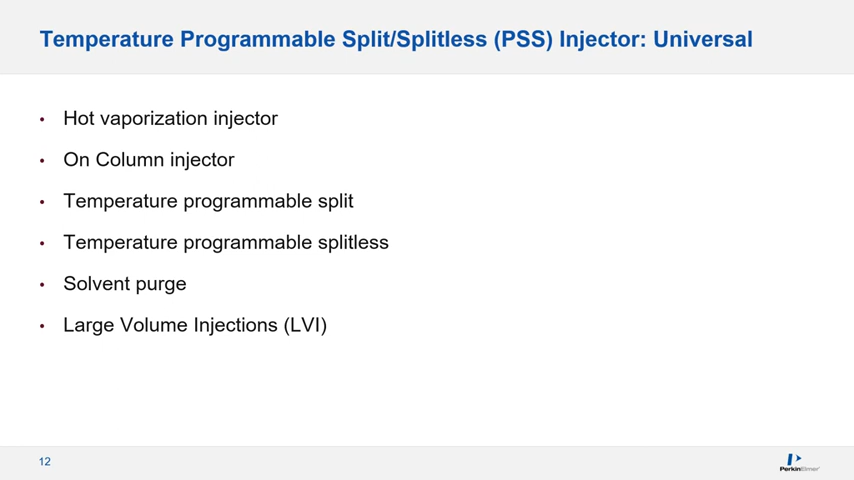 Temperature Programmable Split/Splitless (PSS) Injector: Universal
• Hot vaporization injector
• On Column injector
• Temperature programmable split
• Temperature programmable splitless
• Solvent purge
• Large Volume Injections (LVI)
12
PerkinElmer